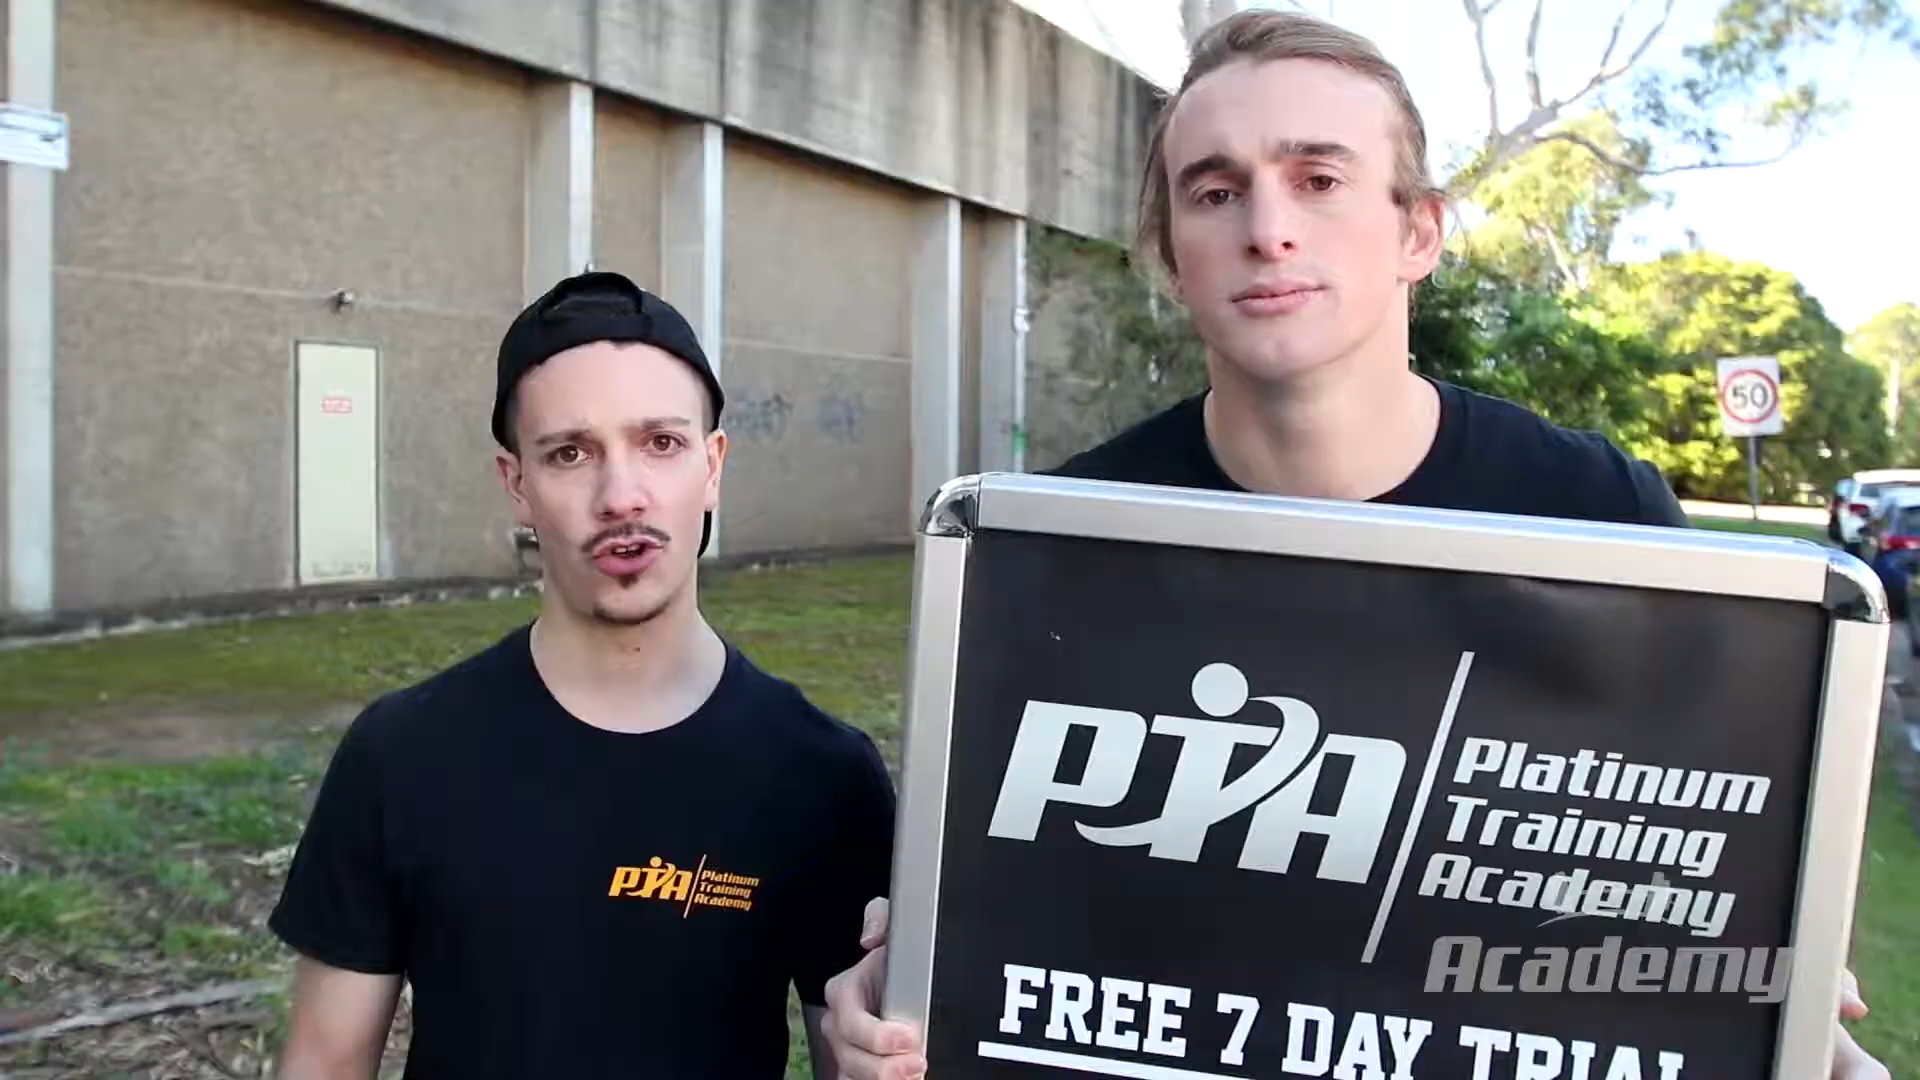 50
PTA
Platinum
Training
Academy
PTA
Platinum
Training
Academy
Academy
FREE 7 DAY TRIAL